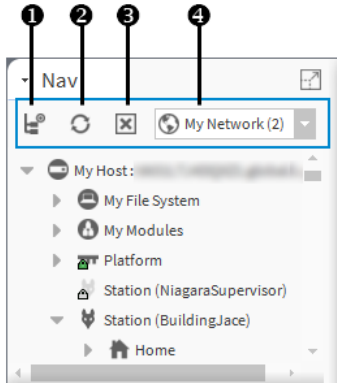 1 2 3 4
Nav
My Network (2)
My Host :
My File System
My Modules
Platform
Station (NiagaraSupervisor)
Station (BuildingJace)
Home